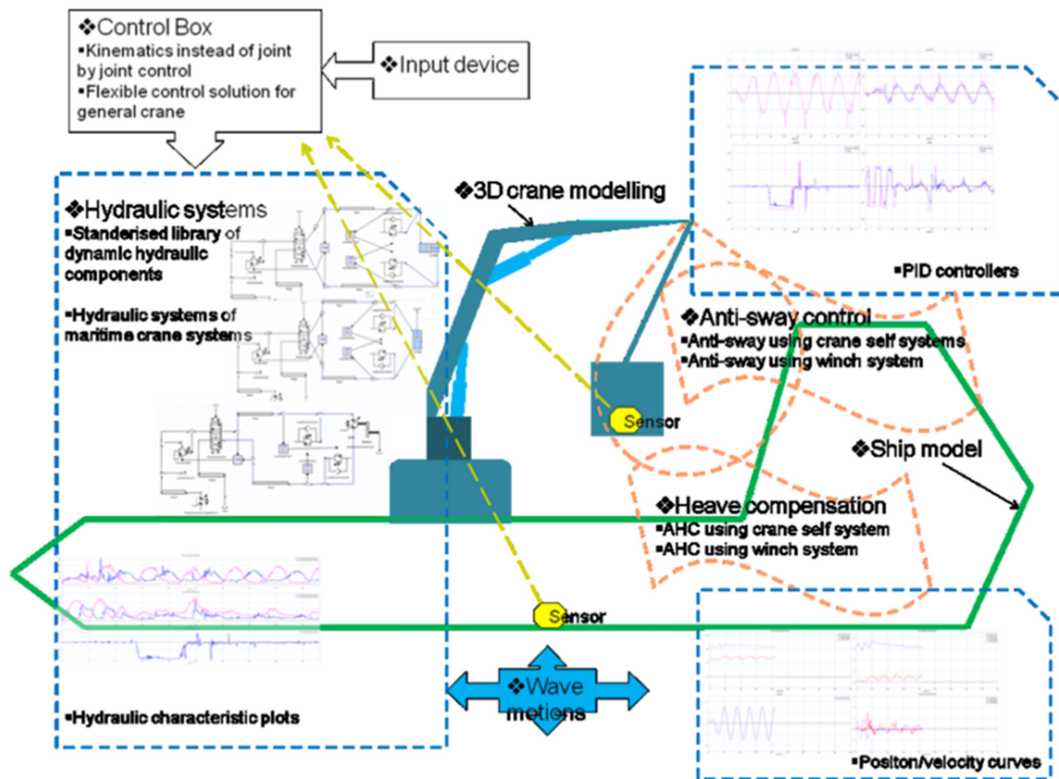 ❖Control Box
▪Kinematics instead of joint
by joint control
▪Flexible control solution for
general crane
❖Input device
❖Hydraulic systems
▪Standerised library of
dynamic hydraulic
components
▪Hydraulic systems of
maritime crane systems
❖3D crane modelling
▪PID controllers
❖Anti-sway control
▪Anti-sway using crane self systems
▪Anti-sway using winch system
Sensor
❖Ship model
❖Heave compensation
▪AHC using crane self system
▪AHC using winch system
Sensor
❖Wave
motions
▪Hydraulic characteristic plots
▪Positon/velocity curves